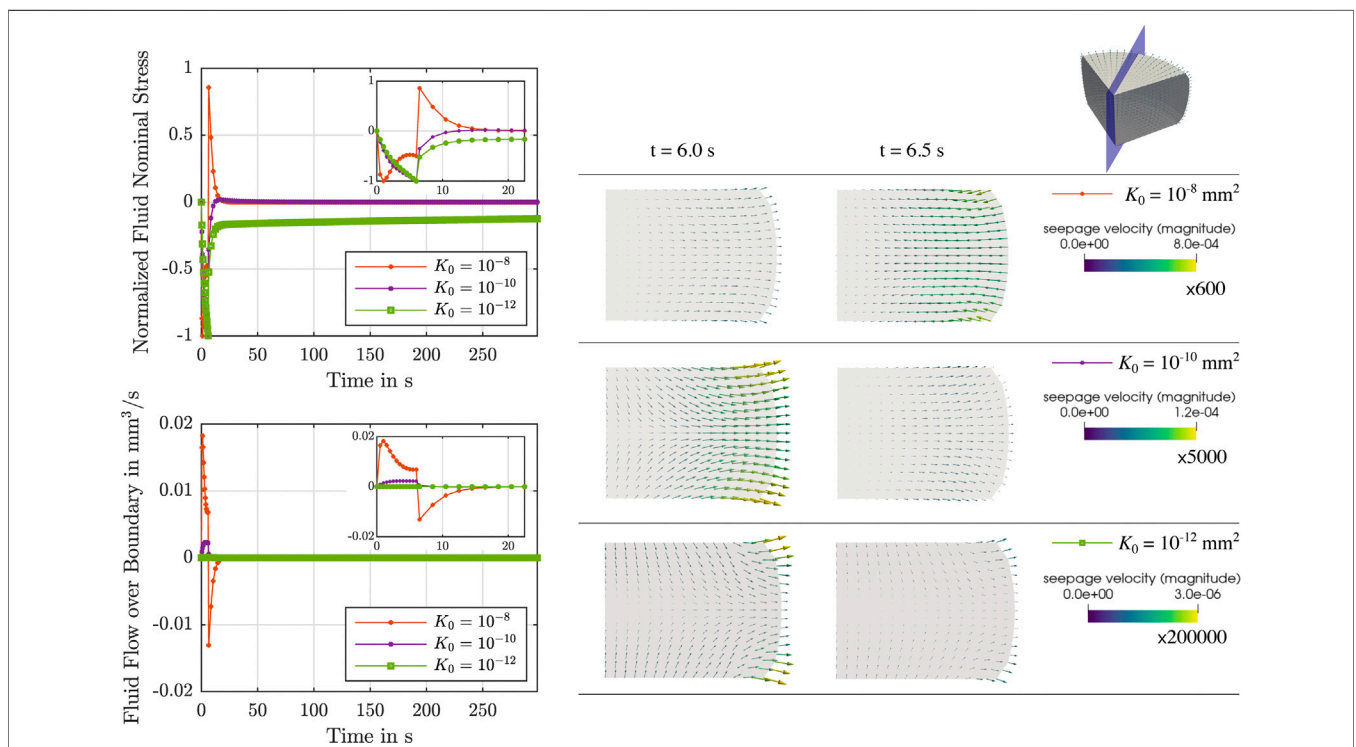 Normalized Fluid Nominal Stress
1
0.5
0
-0.5
-1
0 50 100 150 200 250
Time in s
1
0
-1
0 10 20
K₀ = 10⁻⁸
K₀ = 10⁻¹⁰
K₀ = 10⁻¹²
Fluid Flow over Boundary in mm³/s
0.02
0.01
0
-0.01
-0.02
0 50 100 150 200 250
Time in s
0.02
0
-0.02
0 10 20
K₀ = 10⁻⁸
K₀ = 10⁻¹⁰
K₀ = 10⁻¹²
t = 6.0 s t = 6.5 s
K₀ = 10⁻⁸ mm²
seepage velocity (magnitude)
0.0e+00 8.0e-04
x600
K₀ = 10⁻¹⁰ mm²
seepage velocity (magnitude)
0.0e+00 1.2e-04
x5000
K₀ = 10⁻¹² mm²
seepage velocity (magnitude)
0.0e+00 3.0e-06
x200000